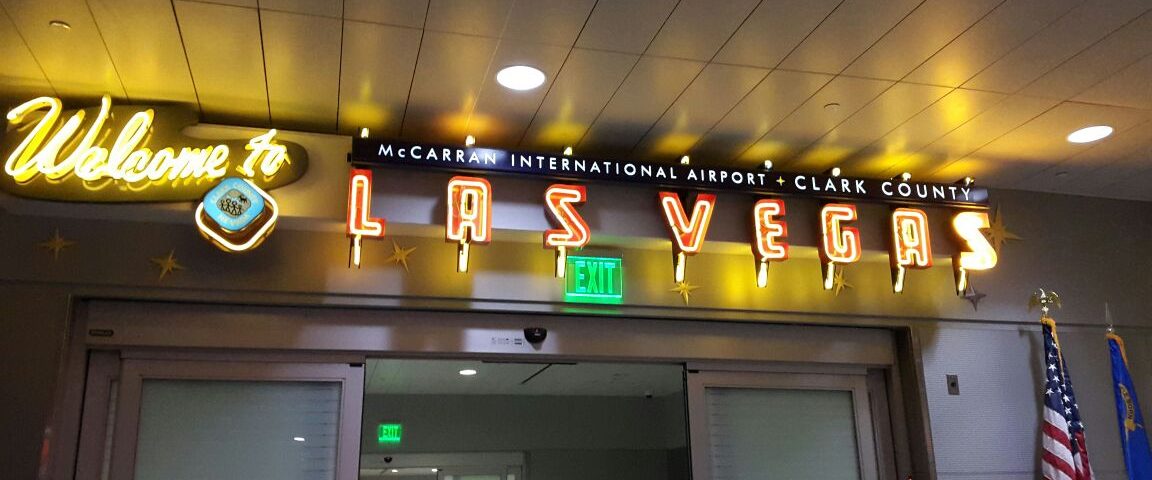 Welcome to
McCARRAN INTERNATIONAL AIRPORT CLARK COUNTY
LAS VEGAS
EXIT
EXIT